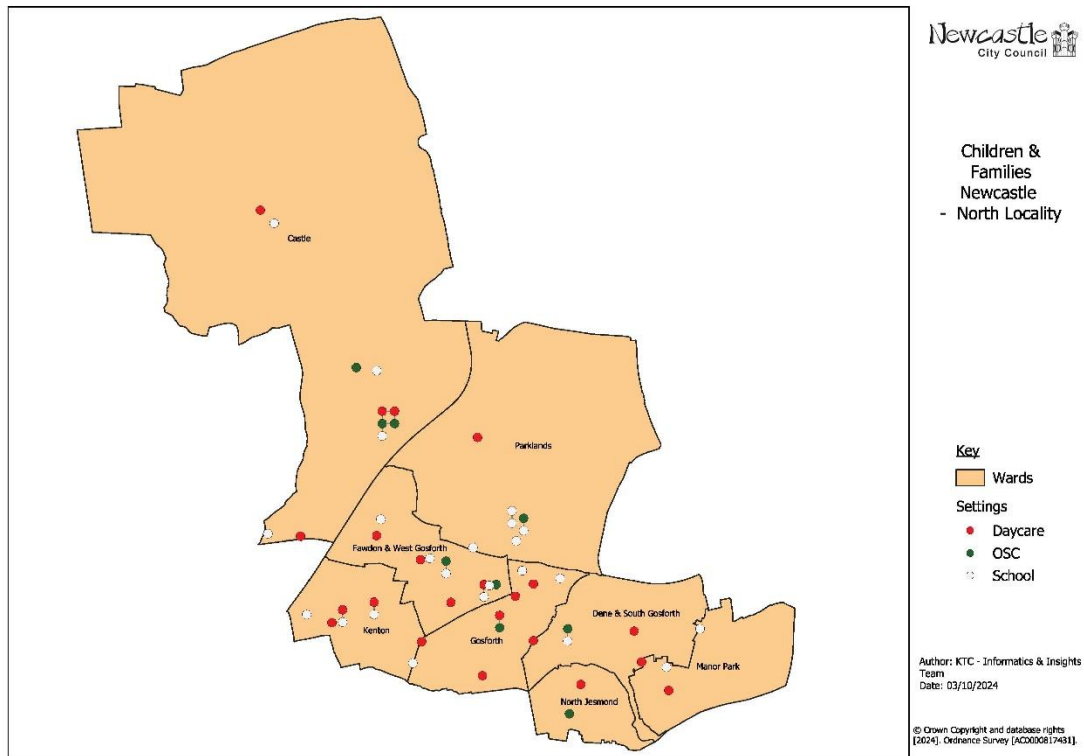 Newcastle
City Council
Children &
Families
Newcastle
- North Locality
Castle
Parklands
Fawdon & West Gosforth
Kenton
Gosforth
Dene & South Gosforth
Manor Park
North Jesmond
Key
Wards
Settings
Daycare
OSC
School
Author: KTC - Informatics & Insights
Team
Date: 03/10/2024
© Crown Copyright and database rights
[2024]. Ordnance Survey [AC0000817431].